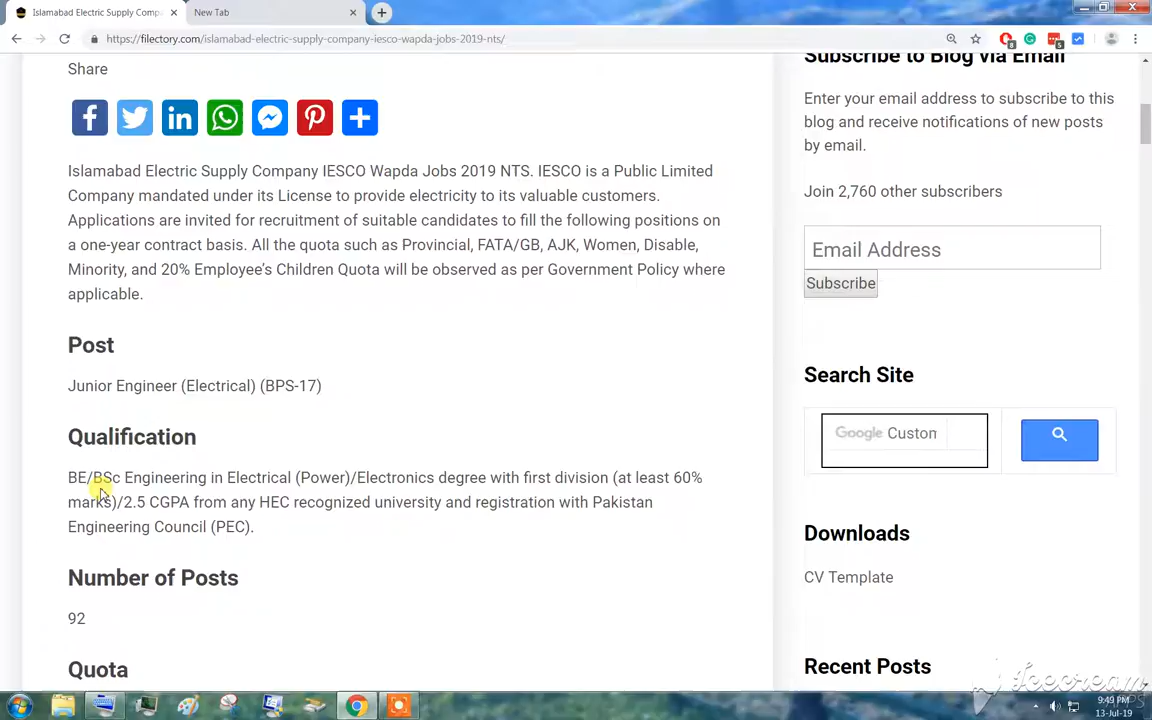 Islamabad Electric Supply Comp
New Tab
https://filectory.com/islamabad-electric-supply-company-iesco-wapda-jobs-2019-nts/
8
5
Share
Islamabad Electric Supply Company IESCO Wapda Jobs 2019 NTS. IESCO is a Public Limited
Company mandated under its License to provide electricity to its valuable customers.
Applications are invited for recruitment of suitable candidates to fill the following positions on
a one-year contract basis. All the quota such as Provincial, FATA/GB, AJK, Women, Disable,
Minority, and 20% Employee's Children Quota will be observed as per Government Policy where
applicable.
Post
Junior Engineer (Electrical) (BPS-17)
Qualification
BE/BSc Engineering in Electrical (Power)/Electronics degree with first division (at least 60%
marks)/2.5 CGPA from any HEC recognized university and registration with Pakistan
Engineering Council (PEC).
Number of Posts
92
Quota
Subscribe to Blog via Email
Enter your email address to subscribe to this
blog and receive notifications of new posts
by email.
Join 2,760 other subscribers
Email Address
Subscribe
Search Site
Google Custom
Downloads
CV Template
Recent Posts
Icecream
APPS
9:49 PM
13-Jul-19